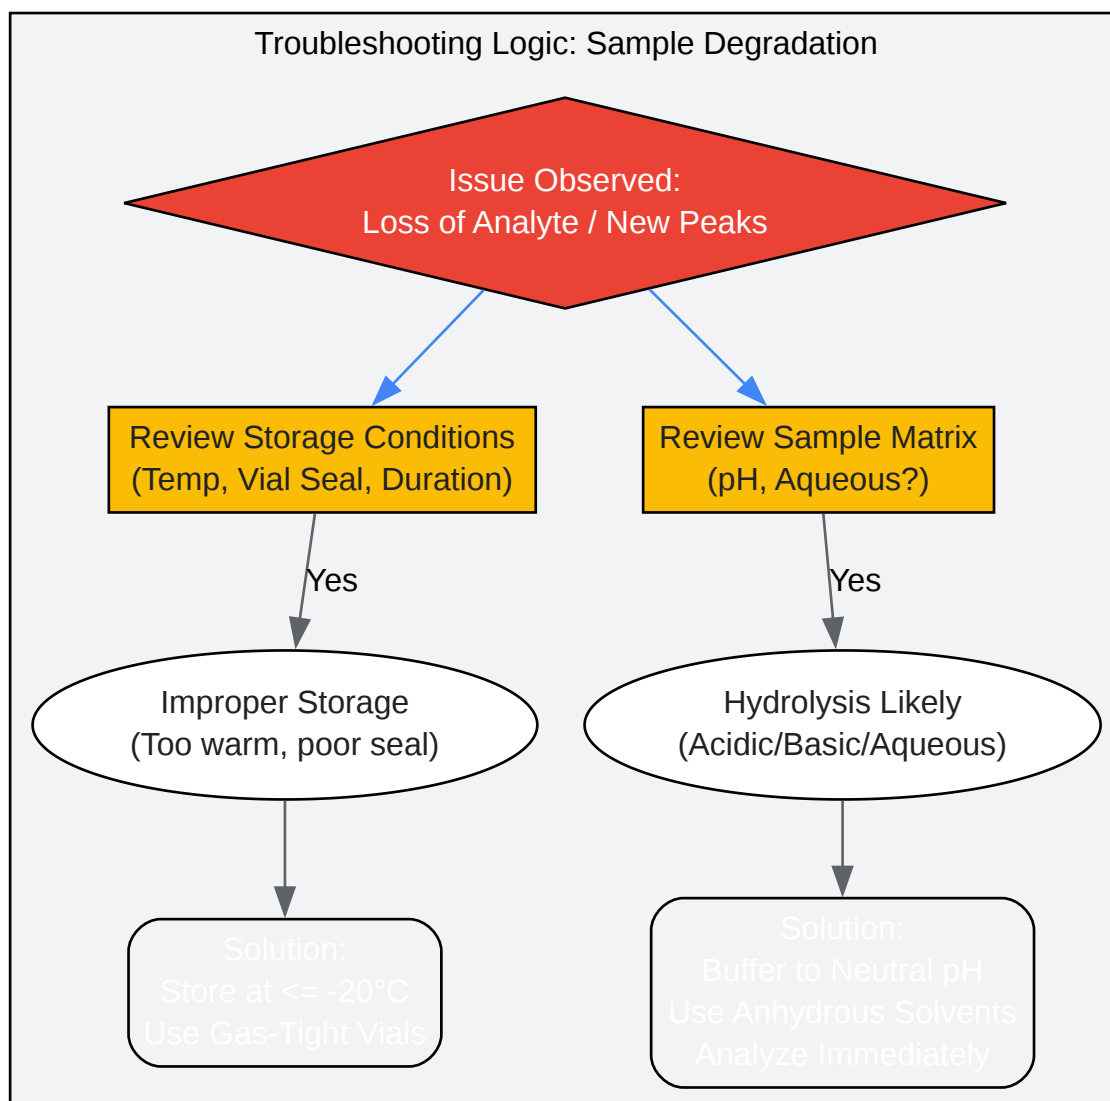 Troubleshooting Logic: Sample Degradation
Issue Observed:
Loss of Analyte / New Peaks
Review Storage Conditions
(Temp, Vial Seal, Duration)
Review Sample Matrix
(pH, Aqueous?)
Yes
Yes
Improper Storage
(Too warm, poor seal)
Hydrolysis Likely
(Acidic/Basic/Aqueous)
Solution:
Store at <= -20°C
Use Gas-Tight Vials
Solution:
Buffer to Neutral pH
Use Anhydrous Solvents
Analyze Immediately